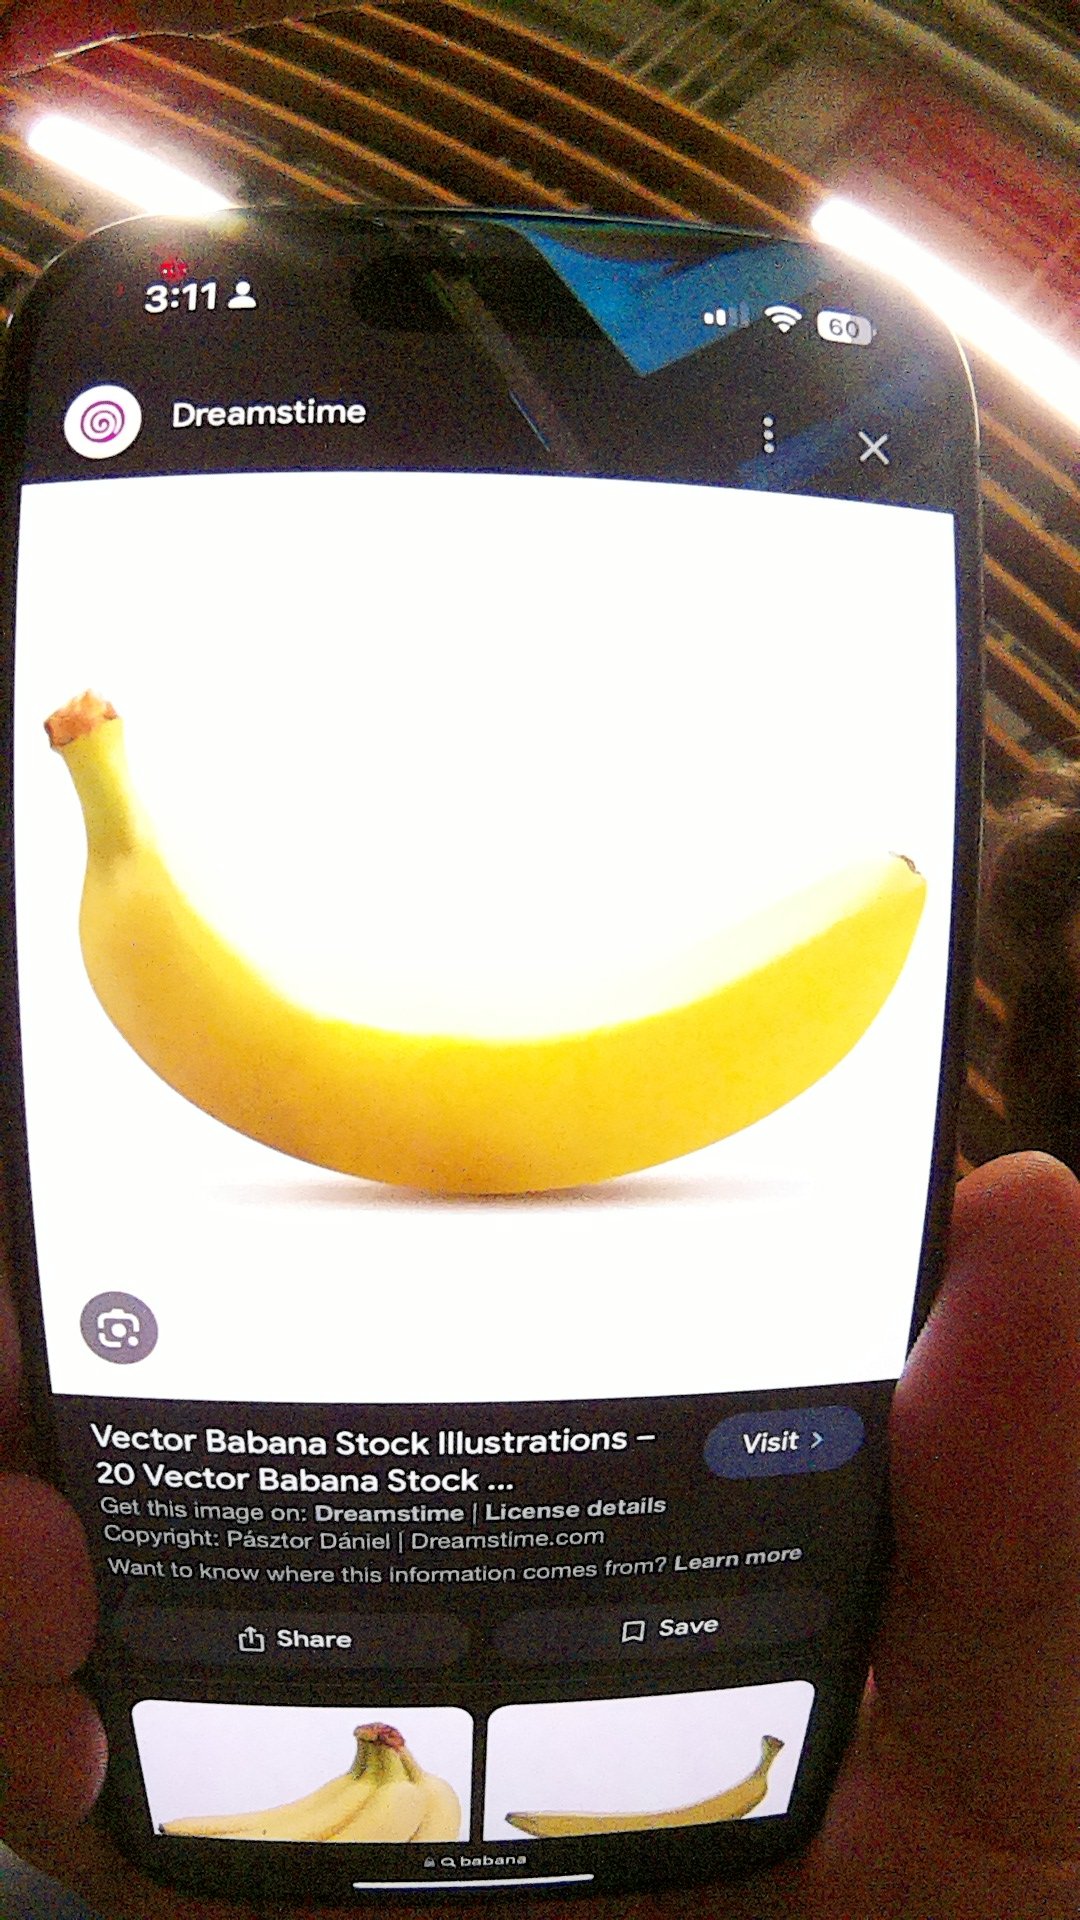 3:11
60
Dreamstime
Vector Babana Stock Illustrations –
20 Vector Babana Stock ...
Visit >
Get this image on: Dreamstime | License details
Copyright: Pásztor Dániel | Dreamstime.com
Want to know where this information comes from? Learn more
Share
Save
babana